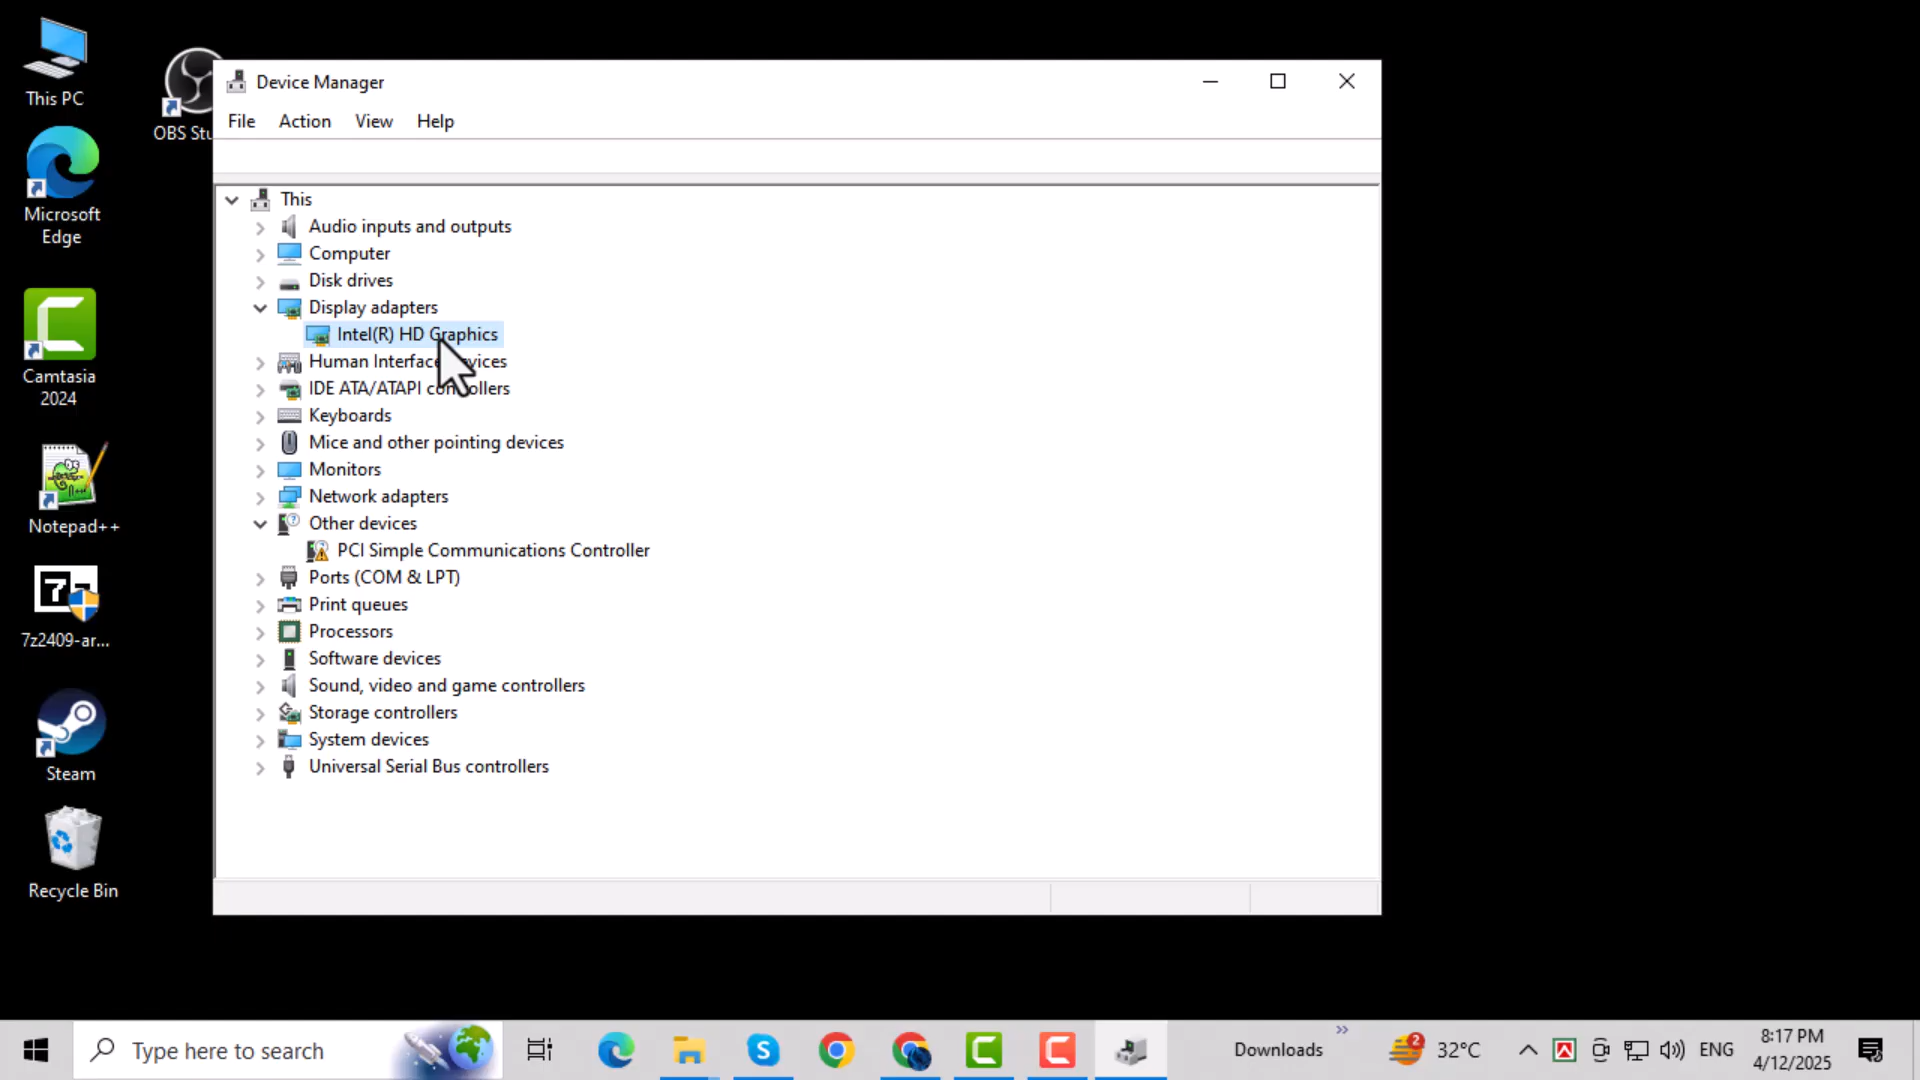 This PC
OBS Stu
Microsoft
Edge
Camtasia
2024
Notepad++
7z2409-ar...
Steam
Recycle Bin
Device Manager
File Action View Help
This
Audio inputs and outputs
Computer
Disk drives
Display adapters
Intel(R) HD Graphics
Human Interface vices
IDE ATA/ATAPI con ollers
Keyboards
Mice and other pointing devices
Monitors
Network adapters
Other devices
PCI Simple Communications Controller
Ports (COM & LPT)
Print queues
Processors
Software devices
Sound, video and game controllers
Storage controllers
System devices
Universal Serial Bus controllers
Type here to search
Downloads
2
32°C
ENG
8:17 PM
4/12/2025